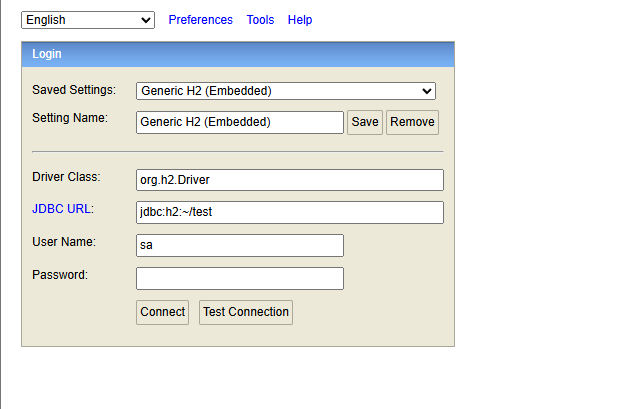 English Preferences Tools Help
Login
Saved Settings: Generic H2 (Embedded)
Setting Name: Generic H2 (Embedded) Save Remove
Driver Class: org.h2.Driver
JDBC URL: jdbc:h2:~/test
User Name: sa
Password:
Connect Test Connection